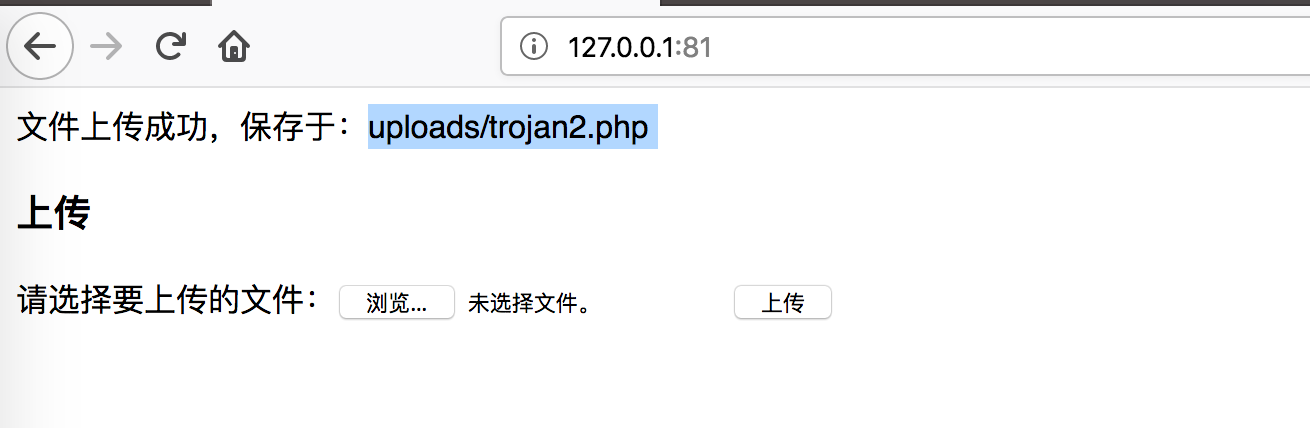 127.0.0.1:81
文件上传成功，保存于：uploads/trojan2.php
上传
请选择要上传的文件： 浏览... 未选择文件。 上传